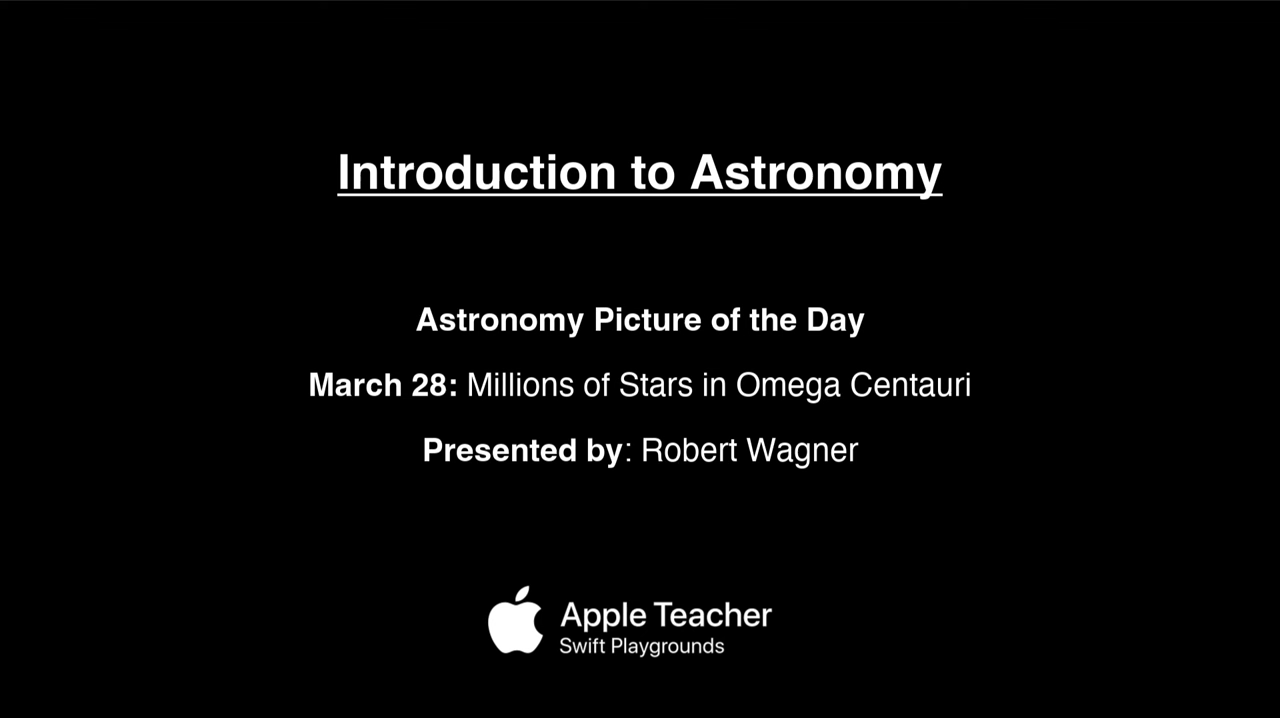 Introduction to Astronomy
Astronomy Picture of the Day
March 28: Millions of Stars in Omega Centauri
Presented by: Robert Wagner
Apple Teacher
Swift Playgrounds